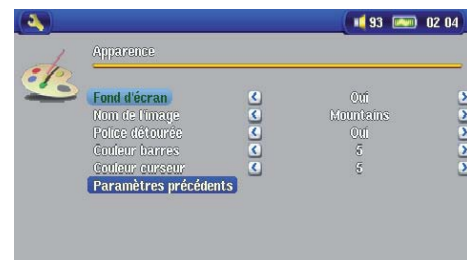 93 02 04
Apparence
Fond d'écran Oui
Nom de l'image Mountains
Police détourée Oui
Couleur barres 5
Couleur curseur 5
Paramètres précédents